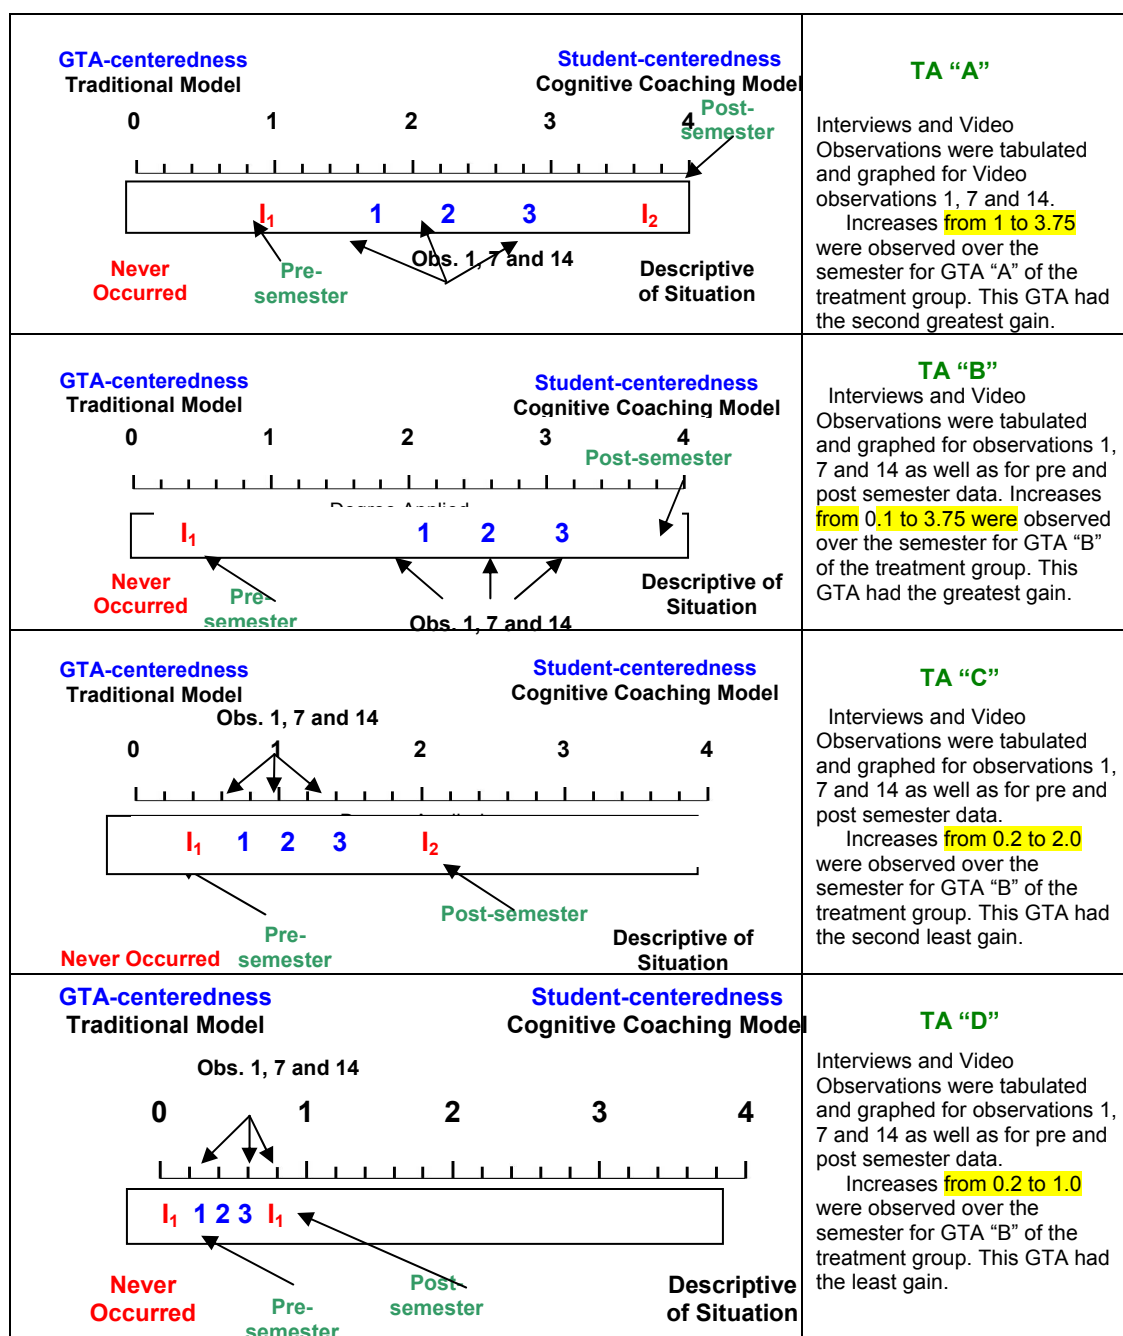 GTA-centeredness
Traditional Model
Student-centeredness
Cognitive Coaching Model
0 1 2 3 4
Post-
semester
I1 1 2 3 I2
Never
Occurred
Pre-
semester
Obs. 1, 7 and 14
Descriptive
of Situation
TA “A”
Interviews and Video
Observations were tabulated
and graphed for Video
observations 1, 7 and 14.
Increases from 1 to 3.75
were observed over the
semester for GTA “A” of the
treatment group. This GTA had
the second greatest gain.
GTA-centeredness
Traditional Model
Student-centeredness
Cognitive Coaching Model
0 1 2 3 4
Post-semester
Degree Applied
I1 1 2 3
Never
Occurred
Pre-
semester
Obs. 1, 7 and 14
Descriptive of
Situation
TA “B”
Interviews and Video
Observations were tabulated
and graphed for observations 1,
7 and 14 as well as for pre and
post semester data. Increases
from 0.1 to 3.75 were observed
over the semester for GTA “B”
of the treatment group. This
GTA had the greatest gain.
GTA-centeredness
Traditional Model
Student-centeredness
Cognitive Coaching Model
Obs. 1, 7 and 14
0 1 2 3 4
I1 1 2 3 I2
Pre-
semester
Post-semester
Never Occurred
Descriptive of
Situation
TA “C”
Interviews and Video
Observations were tabulated
and graphed for observations 1,
7 and 14 as well as for pre and
post semester data.
Increases from 0.2 to 2.0
were observed over the
semester for GTA “B” of the
treatment group. This GTA had
the second least gain.
GTA-centeredness
Traditional Model
Student-centeredness
Cognitive Coaching Model
Obs. 1, 7 and 14
0 1 2 3 4
I1 1 2 3 I1
Never
Occurred
Pre-
semester
Post-
semester
Descriptive
of Situation
TA “D”
Interviews and Video
Observations were tabulated
and graphed for observations 1,
7 and 14 as well as for pre and
post semester data.
Increases from 0.2 to 1.0
were observed over the
semester for GTA “B” of the
treatment group. This GTA had
the least gain.